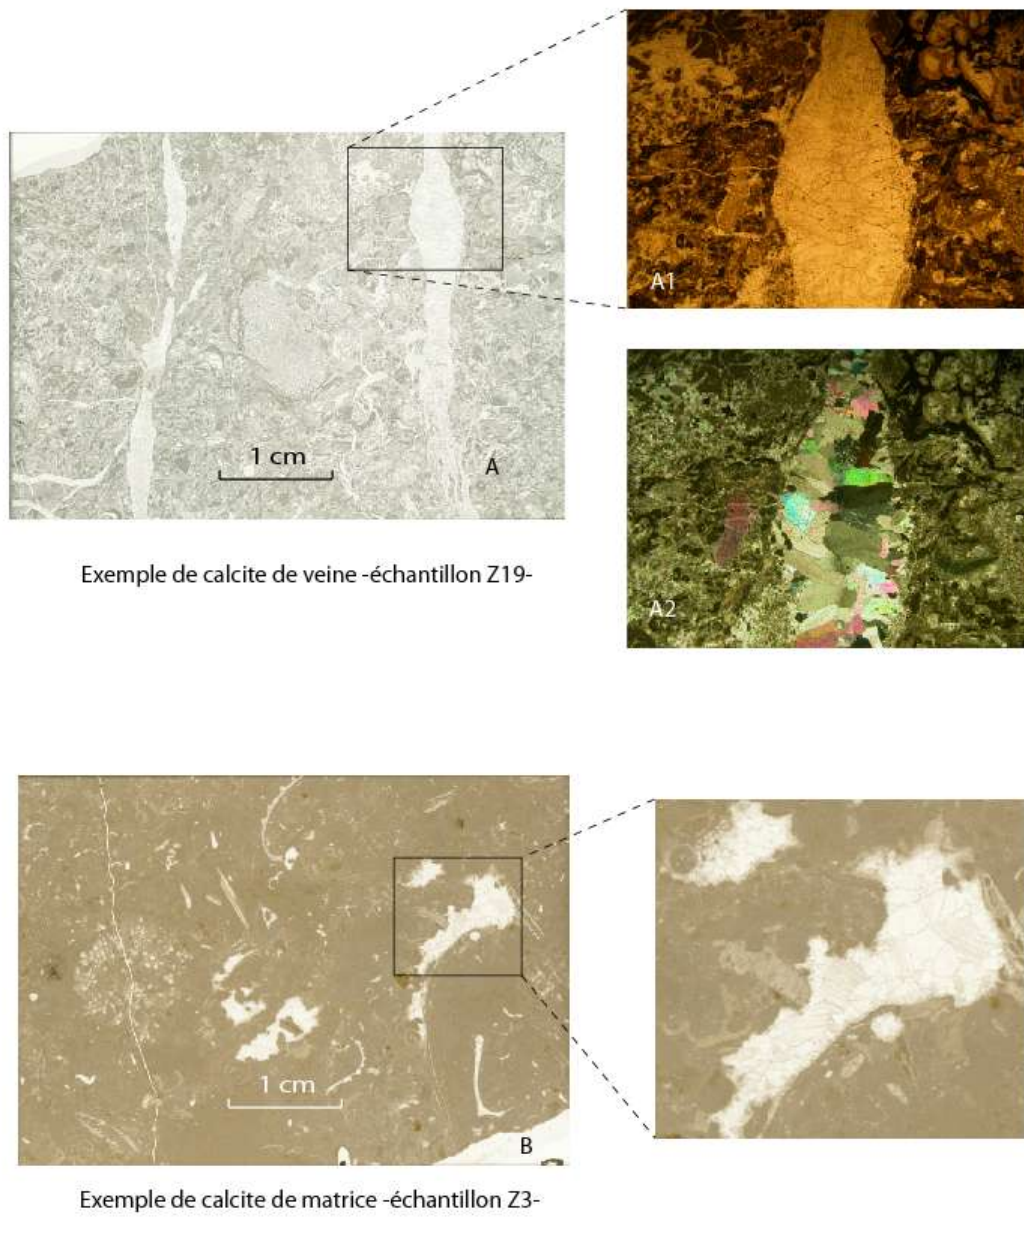 A1
1 cm
A
Exemple de calcite de veine -échantillon Z19-
A2
1 cm
B
Exemple de calcite de matrice -échantillon Z3-